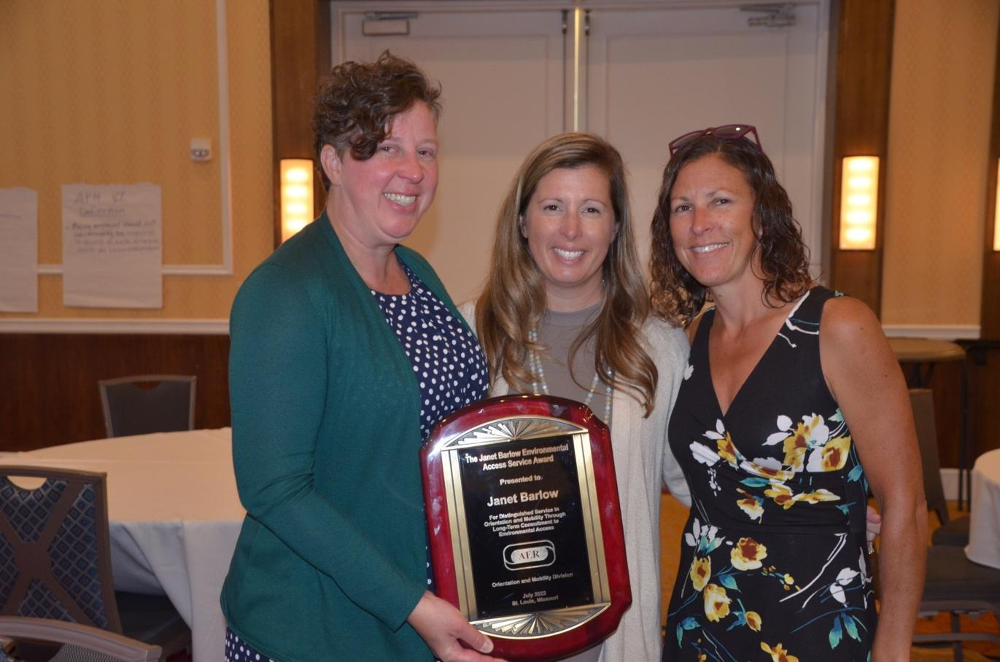 APH VI
Definition
The Janet Barlow Environmental
Access Service Award
Presented to
Janet Barlow
For Distinguished Service in
Orientation and Mobility Through
Long-Term Commitment to
Environmental Access
AER
Orientation and Mobility Division
July 2022
St. Louis, Missouri